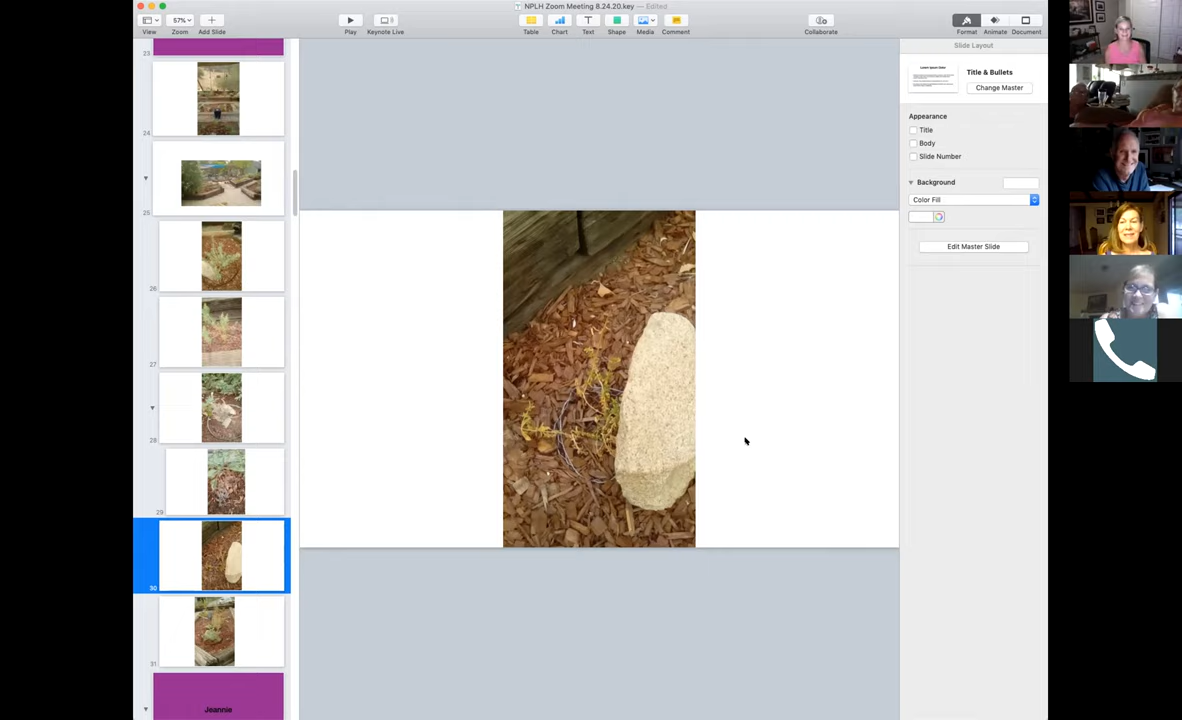 NPLH Zoom Meeting 8.24.20.key — Edited
View
57%
Zoom
Add Slide
Play
Keynote Live
Table
Chart
Text
Shape
Media
Comment
Collaborate
Format
Animate
Document
Slide Layout
Title & Bullets
Change Master
Appearance
Title
Body
Slide Number
Background
Color Fill
Edit Master Slide
23
24
25
26
27
28
29
30
31
Jeannie